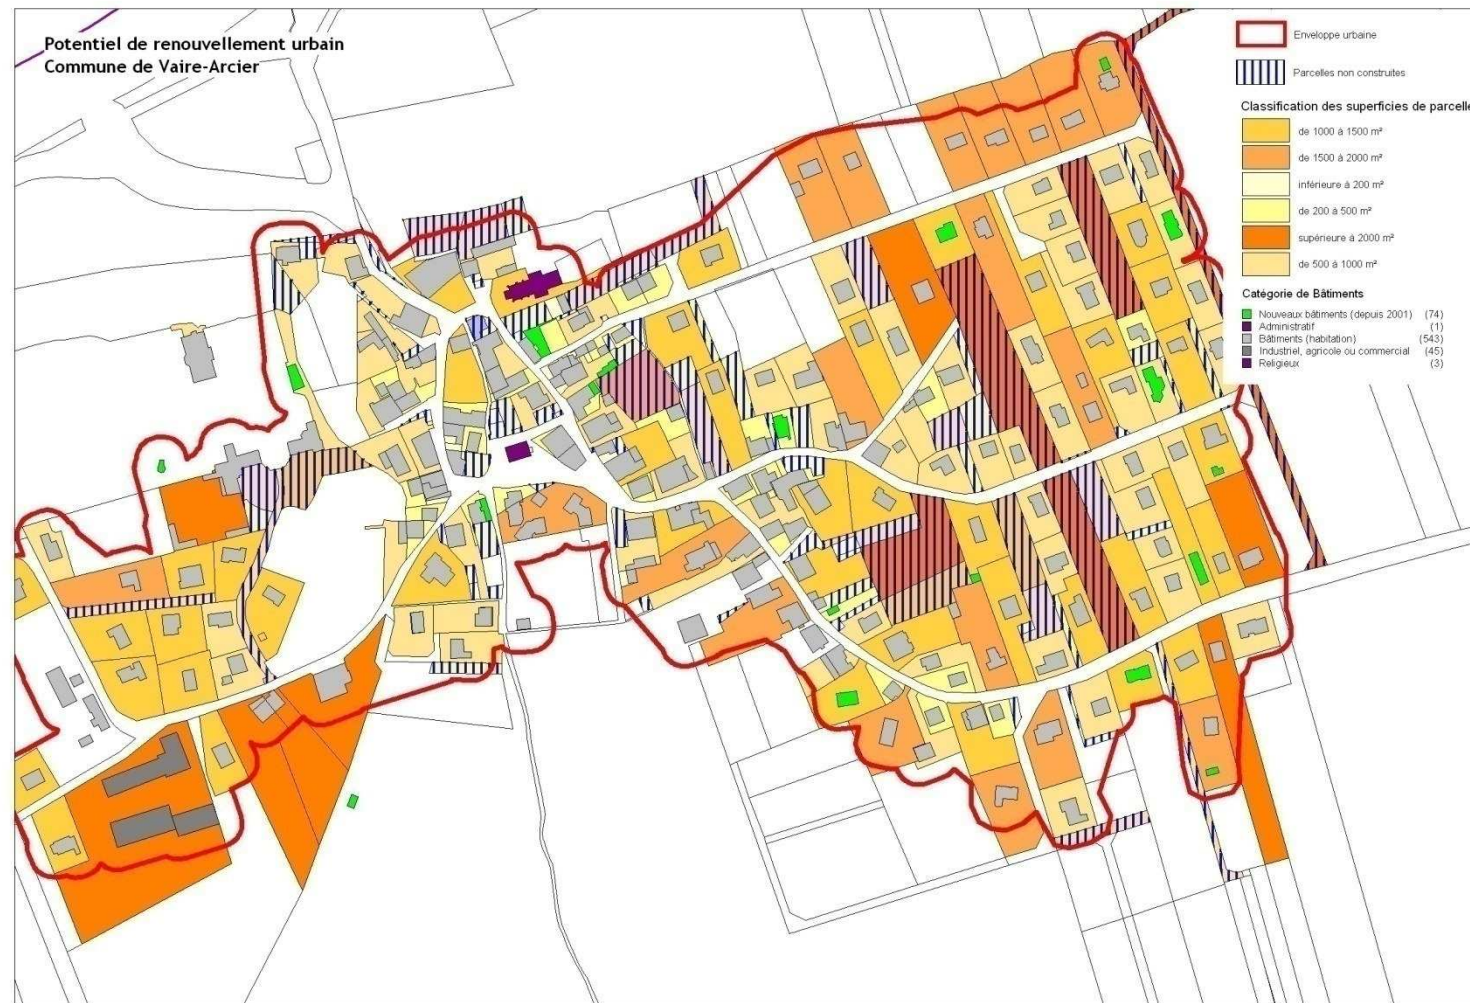 Potentiel de renouvellement urbain
Commune de Vaire-Arcier
Enveloppe urbaine
Parcelles non construites
Classification des superficies de parcelle
de 1000 à 1500 m²
de 1500 à 2000 m²
inférieure à 200 m²
de 200 à 500 m²
supérieure à 2000 m²
de 500 à 1000 m²
Catégorie de Bâtiments
Nouveaux bâtiments (depuis 2001) (74)
Administratif (1)
Bâtiments (habitation) (543)
Industriel, agricole ou commercial (45)
Religieux (3)